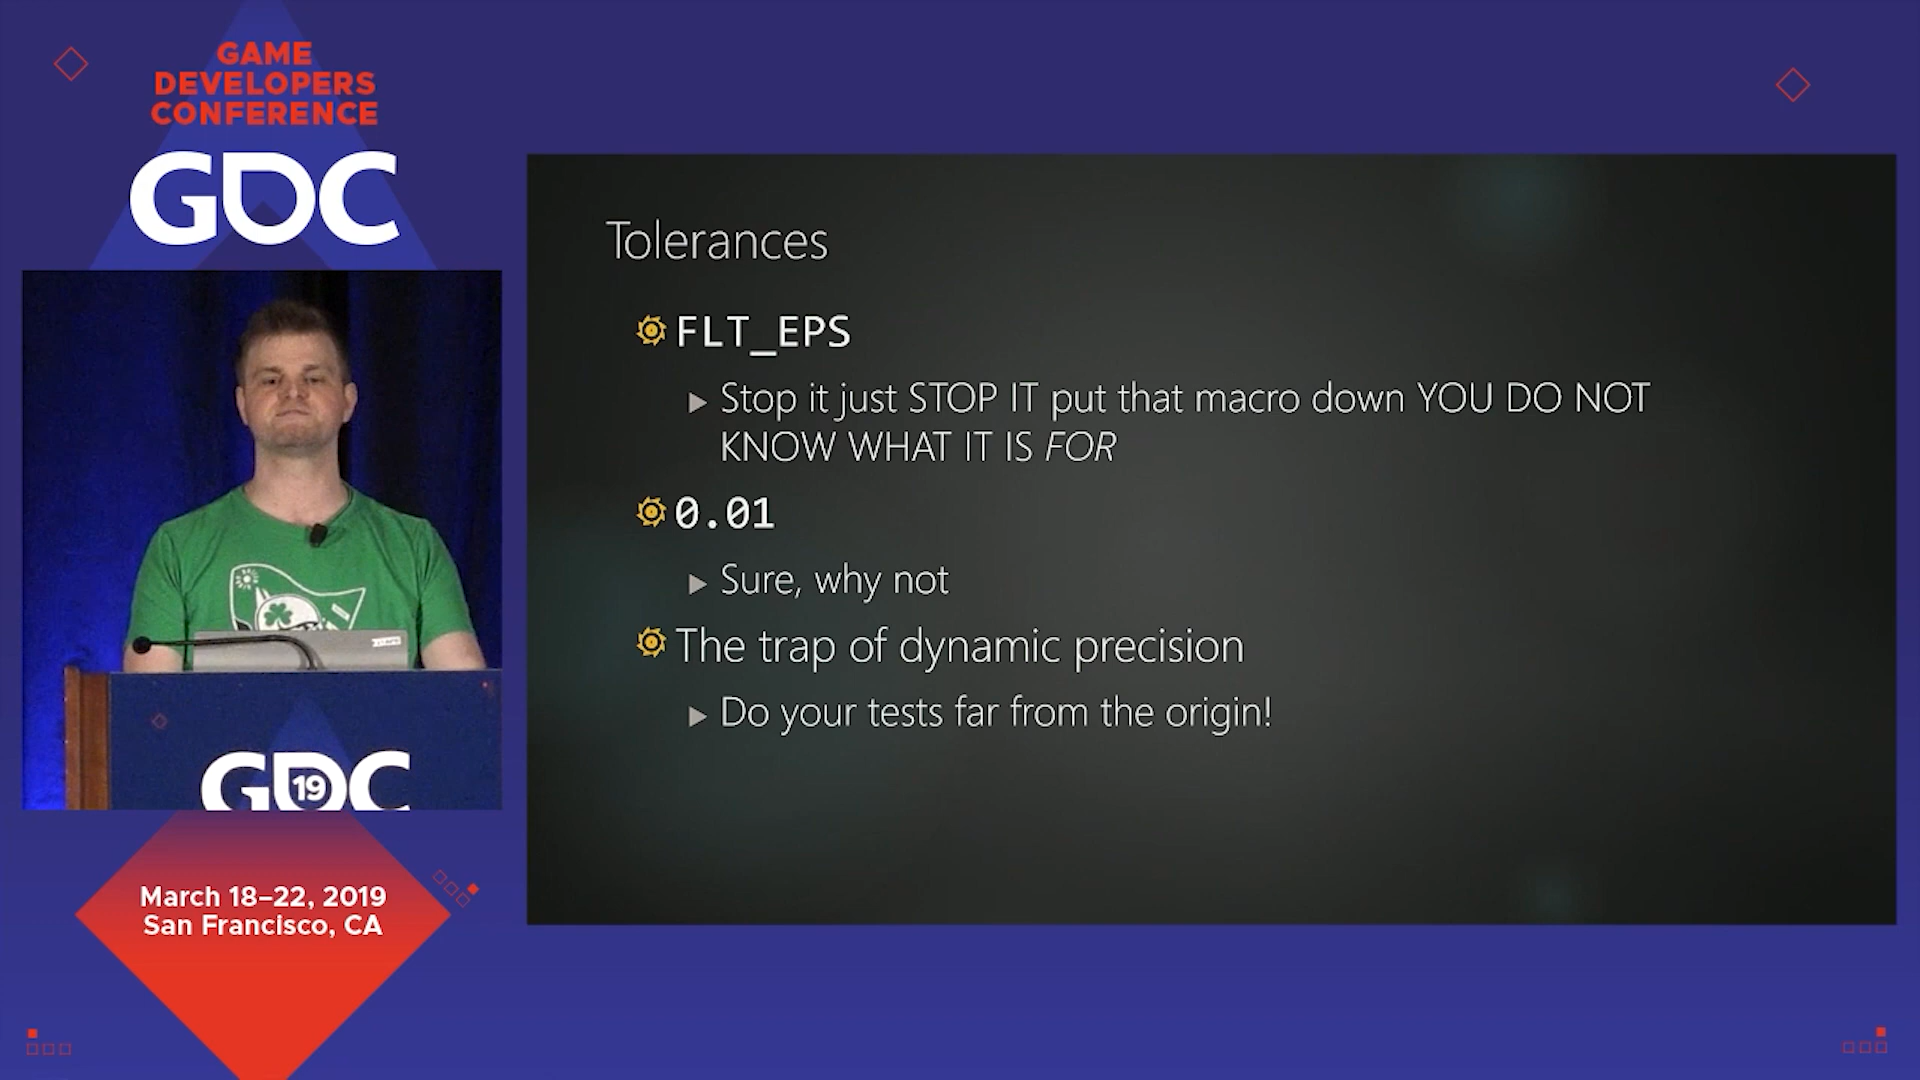 GAME
DEVELOPERS
CONFERENCE
GDC
Tolerances
FLT_EPS
Stop it just STOP IT put that macro down YOU DO NOT
KNOW WHAT IT IS FOR
0.01
Sure, why not
The trap of dynamic precision
Do your tests far from the origin!
GDC
19
March 18–22, 2019
San Francisco, CA